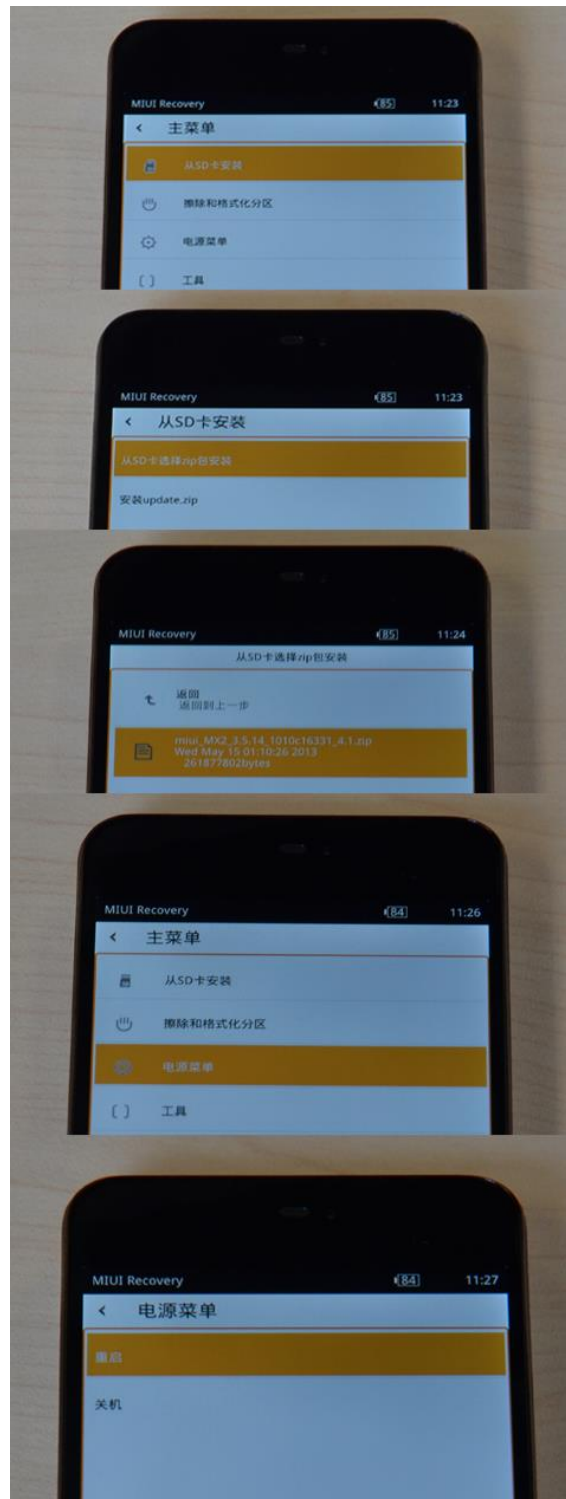 MIUI Recovery 85 11:23
主菜单
从SD卡安装
擦除和格式化分区
电源菜单
工具
MIUI Recovery 85 11:23
从SD卡安装
从SD卡选择zip包安装
安装update.zip
MIUI Recovery 85 11:24
从SD卡选择zip包安装
返回
返回到上一步
miui_MX2_3.5.14_1010c16331_4.1.zip
Wed May 15 01:10:26 2013
261877802bytes
MIUI Recovery 84 11:26
主菜单
从SD卡安装
擦除和格式化分区
电源菜单
工具
MIUI Recovery 84 11:27
电源菜单
重启
关机